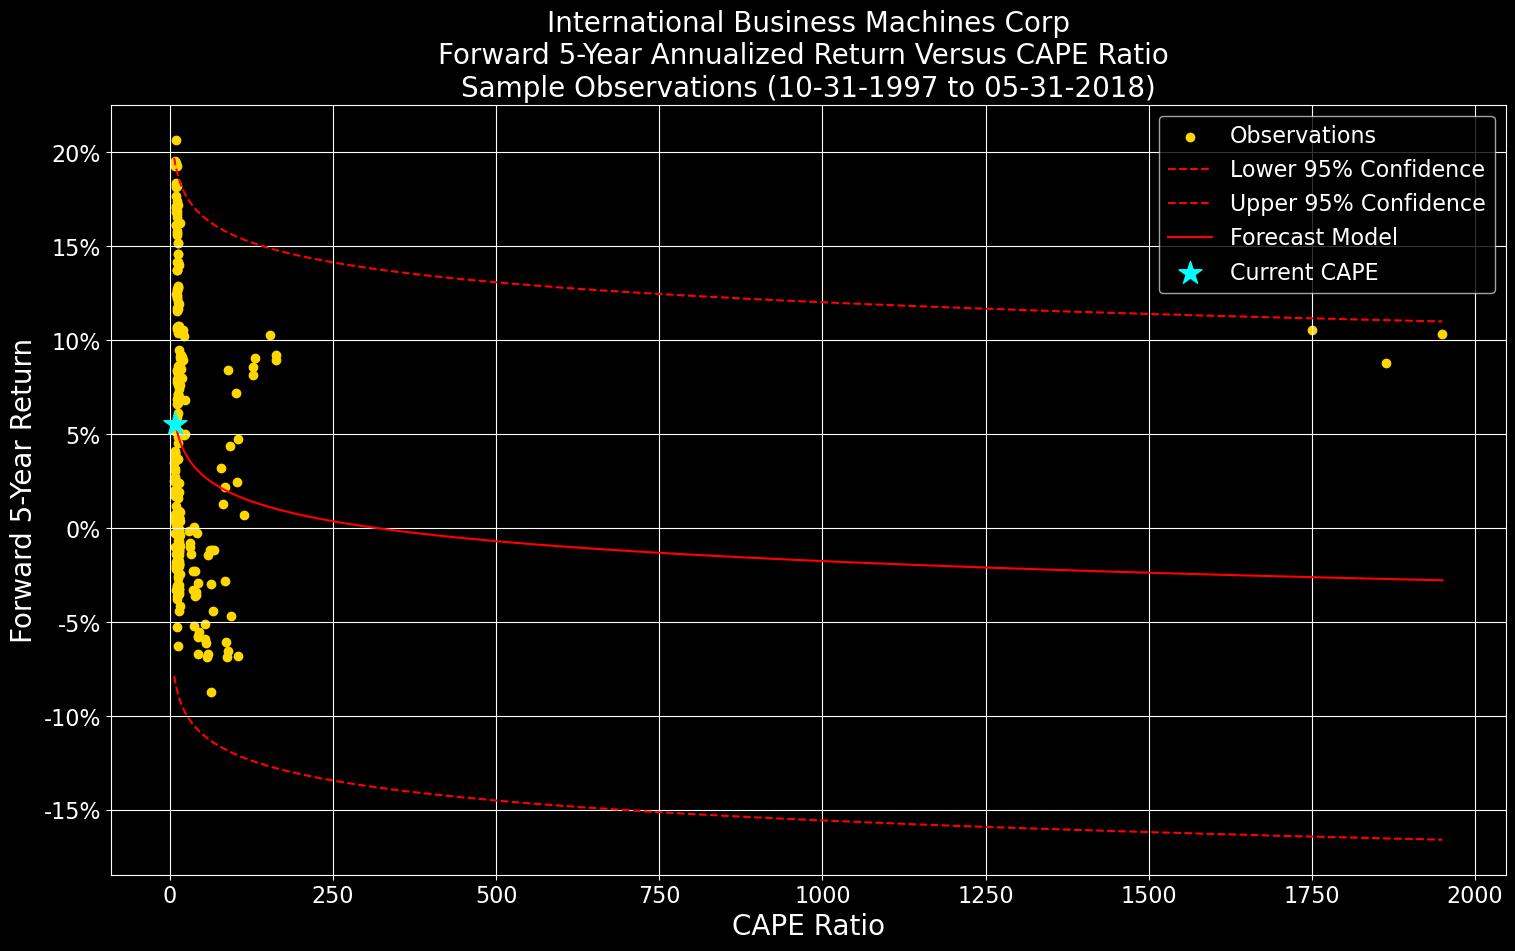 International Business Machines Corp
Forward 5-Year Annualized Return Versus CAPE Ratio
Sample Observations (10-31-1997 to 05-31-2018)
Observations
Lower 95% Confidence
Upper 95% Confidence
Forecast Model
Current CAPE
Forward 5-Year Return
20%
15%
10%
5%
0%
-5%
-10%
-15%
0 250 500 750 1000 1250 1500 1750 2000
CAPE Ratio